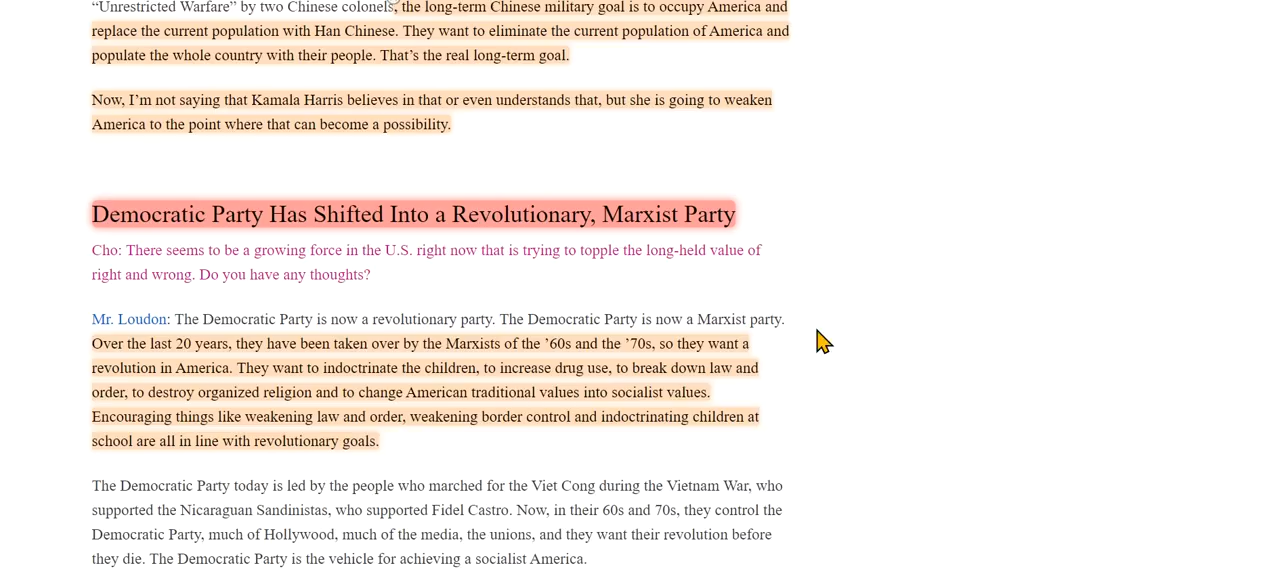 “Unrestricted Warfare” by two Chinese colonels, the long-term Chinese military goal is to occupy America and
replace the current population with Han Chinese. They want to eliminate the current population of America and
populate the whole country with their people. That’s the real long-term goal.
Now, I’m not saying that Kamala Harris believes in that or even understands that, but she is going to weaken
America to the point where that can become a possibility.
Democratic Party Has Shifted Into a Revolutionary, Marxist Party
Cho: There seems to be a growing force in the U.S. right now that is trying to topple the long-held value of
right and wrong. Do you have any thoughts?
Mr. Loudon: The Democratic Party is now a revolutionary party. The Democratic Party is now a Marxist party.
Over the last 20 years, they have been taken over by the Marxists of the ’60s and the ’70s, so they want a
revolution in America. They want to indoctrinate the children, to increase drug use, to break down law and
order, to destroy organized religion and to change American traditional values into socialist values.
Encouraging things like weakening law and order, weakening border control and indoctrinating children at
school are all in line with revolutionary goals.
The Democratic Party today is led by the people who marched for the Viet Cong during the Vietnam War, who
supported the Nicaraguan Sandinistas, who supported Fidel Castro. Now, in their 60s and 70s, they control the
Democratic Party, much of Hollywood, much of the media, the unions, and they want their revolution before
they die. The Democratic Party is the vehicle for achieving a socialist America.